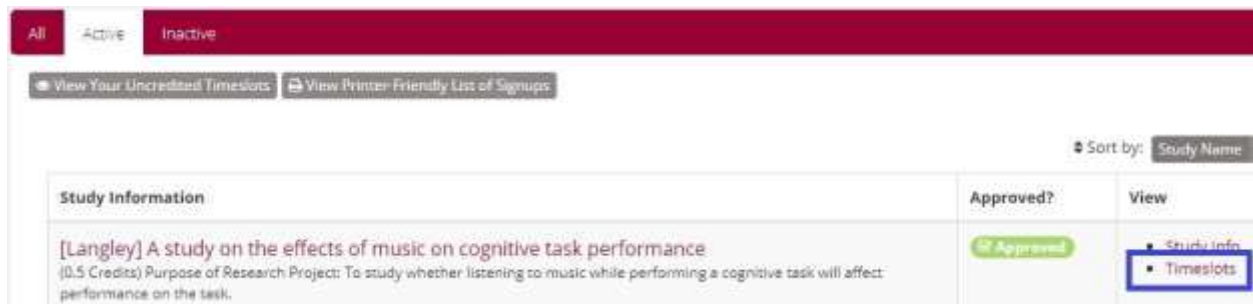 All Active Inactive
View Your Uncredited Timeslots View Printer-Friendly List of Signups
Sort by: Study Name
Study Information Approved? View
[Langley] A study on the effects of music on cognitive task performance Approved Study Info
(0.5 Credits) Purpose of Research Project: To study whether listening to music while performing a cognitive task will affect Timeslots
performance on the task.